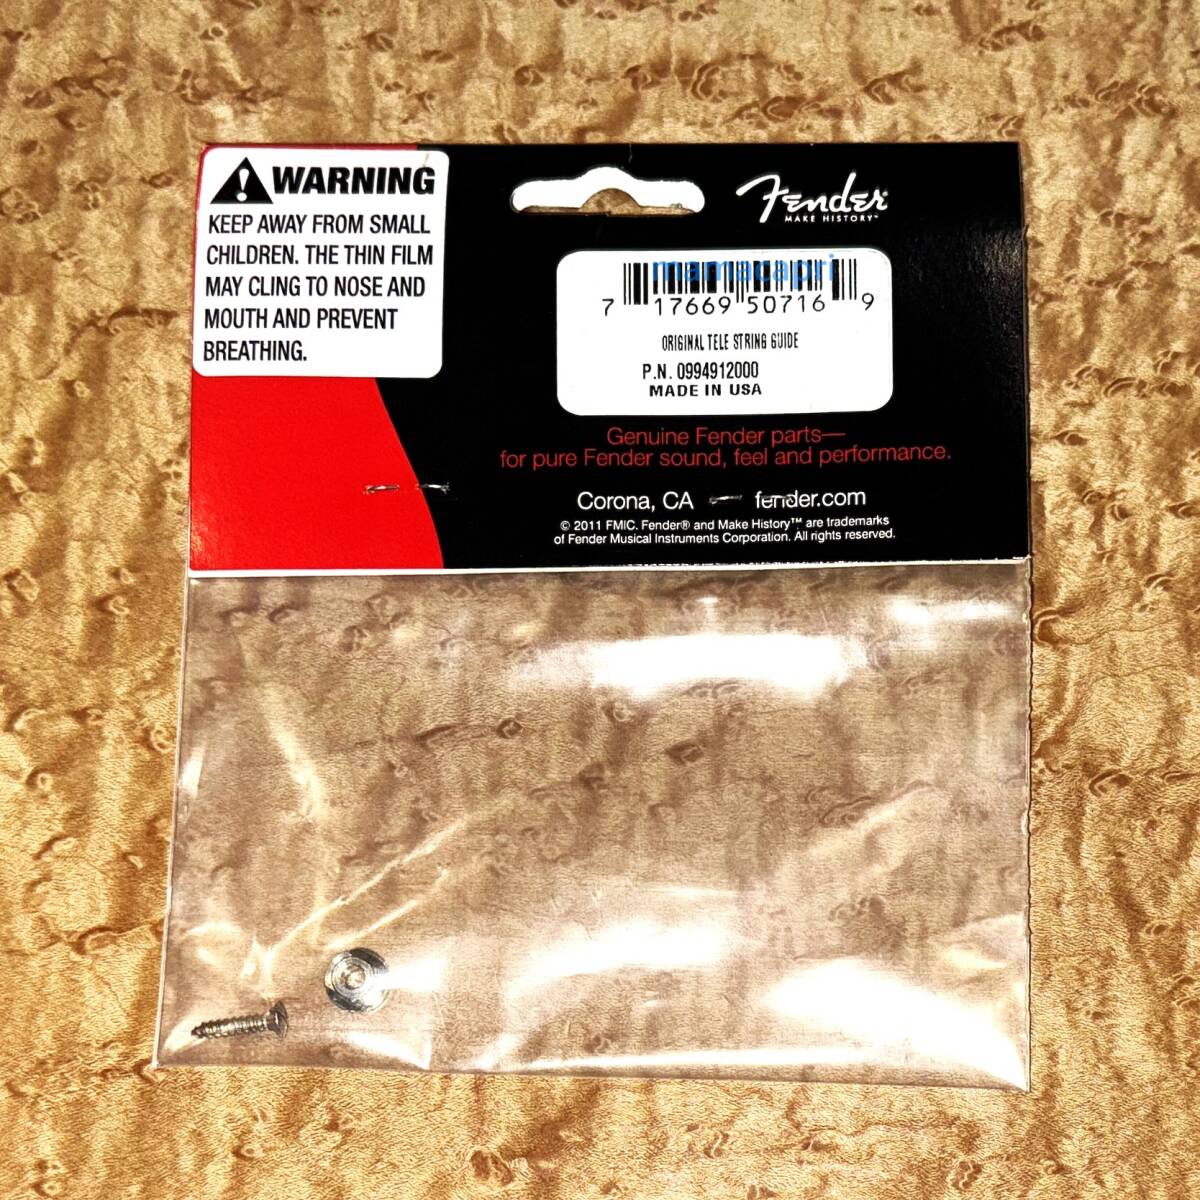 WARNING
KEEP AWAY FROM SMALL
CHILDREN. THE THIN FILM
MAY CLING TO NOSE AND
MOUTH AND PREVENT
BREATHING.
Fender
MAKE HISTORY™
mamacapri
7 17669 50716 9
ORIGINAL TELE STRING GUIDE
P.N. 0994912000
MADE IN USA
Genuine Fender parts—
for pure Fender sound, feel and performance.
Corona, CA — fender.com
© 2011 FMIC. Fender® and Make History™ are trademarks
of Fender Musical Instruments Corporation. All rights reserved.